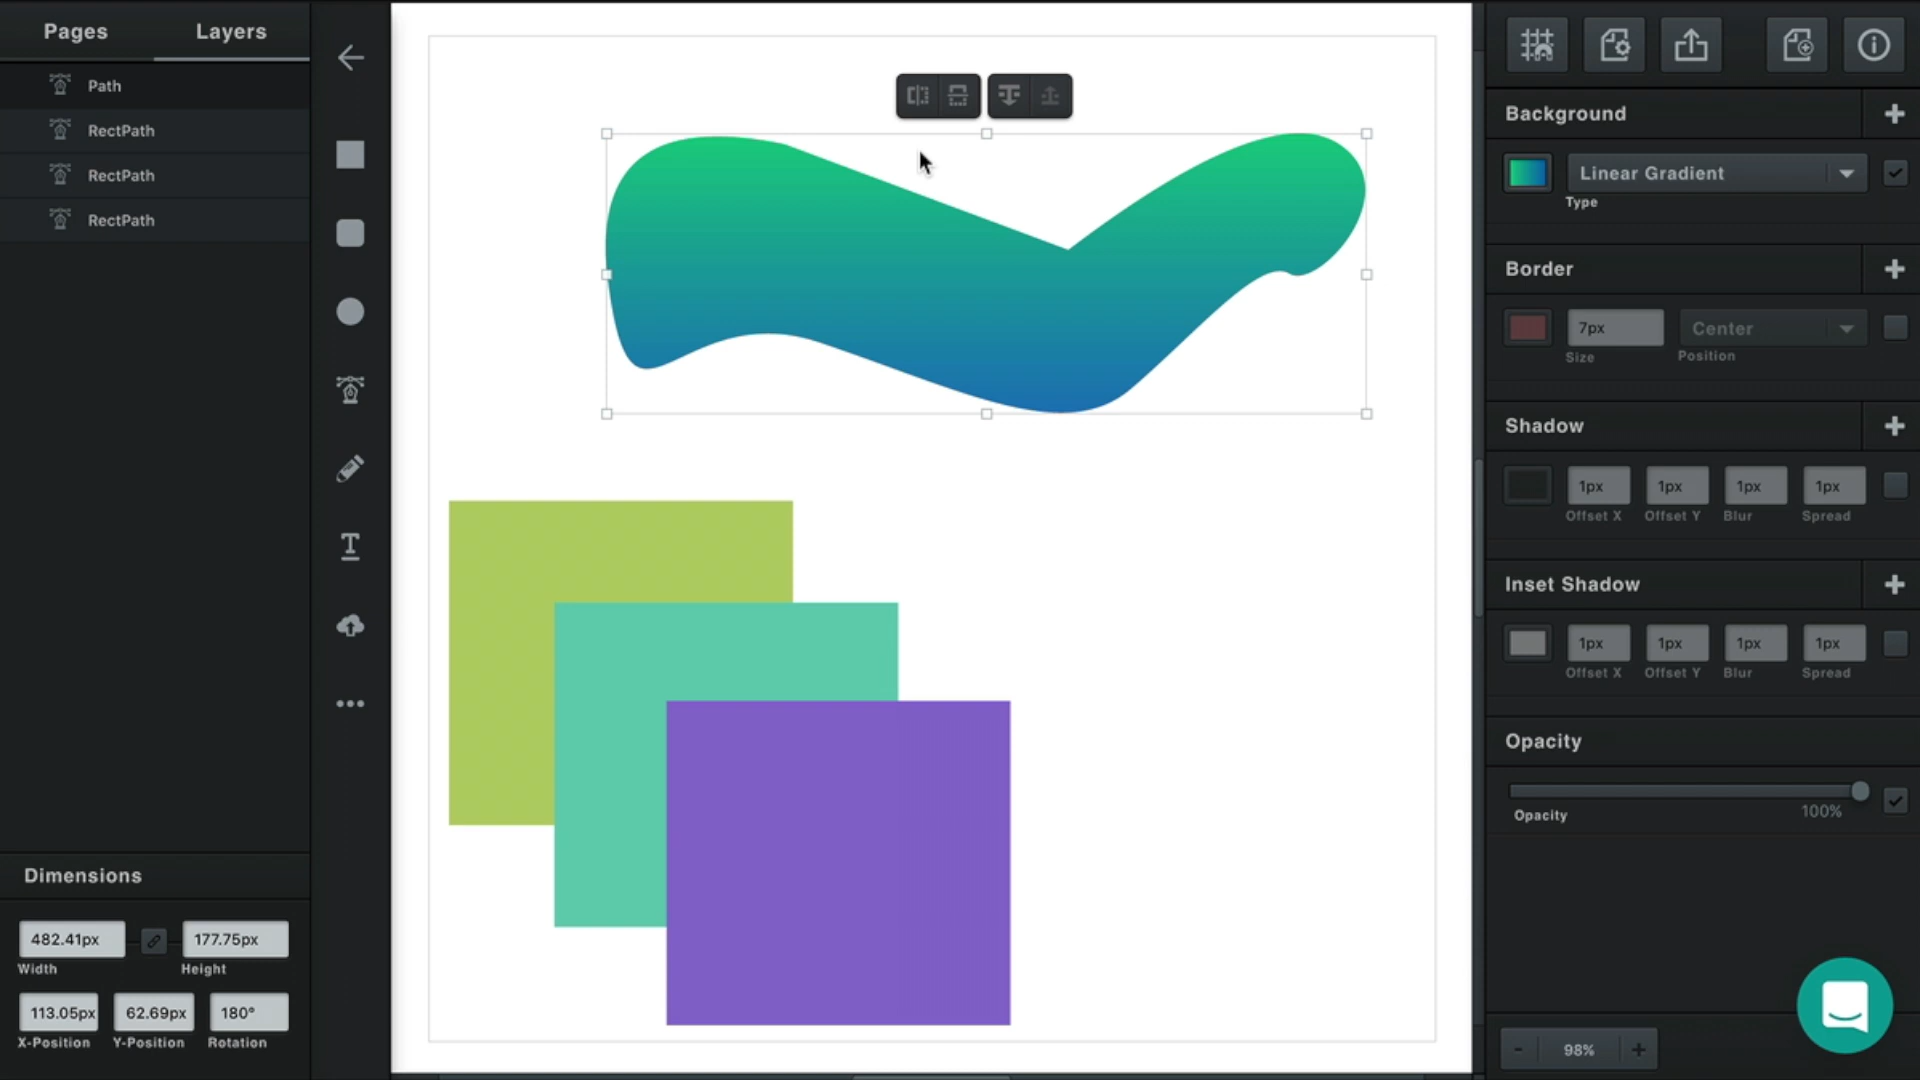 Pages
Layers
Path
RectPath
RectPath
RectPath
Dimensions
482.41px
177.75px
Width
Height
113.05px
62.69px
180°
X-Position
Y-Position
Rotation
Background
Linear Gradient
Type
Border
7px
Center
Size
Position
Shadow
1px
1px
1px
1px
Offset X
Offset Y
Blur
Spread
Inset Shadow
1px
1px
1px
1px
Offset X
Offset Y
Blur
Spread
Opacity
Opacity
100%
- 98% +